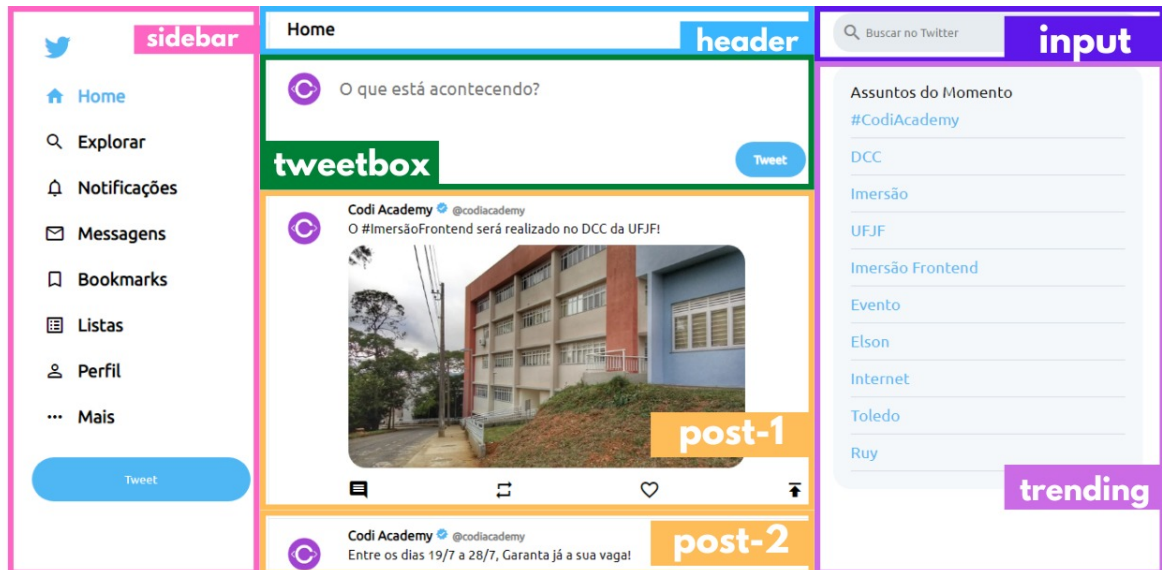 sidebar
Home
Explorar
Notificações
Messagens
Bookmarks
Listas
Perfil
Mais
Tweet
Home
header
O que está acontecendo?
tweetbox
Tweet
Codi Academy @codiacademy
O #ImersãoFrontend será realizado no DCC da UFJF!
post-1
Codi Academy @codiacademy
Entre os dias 19/7 a 28/7, Garanta já a sua vaga!
post-2
Buscar no Twitter
input
Assuntos do Momento
#CodiAcademy
DCC
Imersão
UFJF
Imersão Frontend
Evento
Elson
Internet
Toledo
Ruy
trending